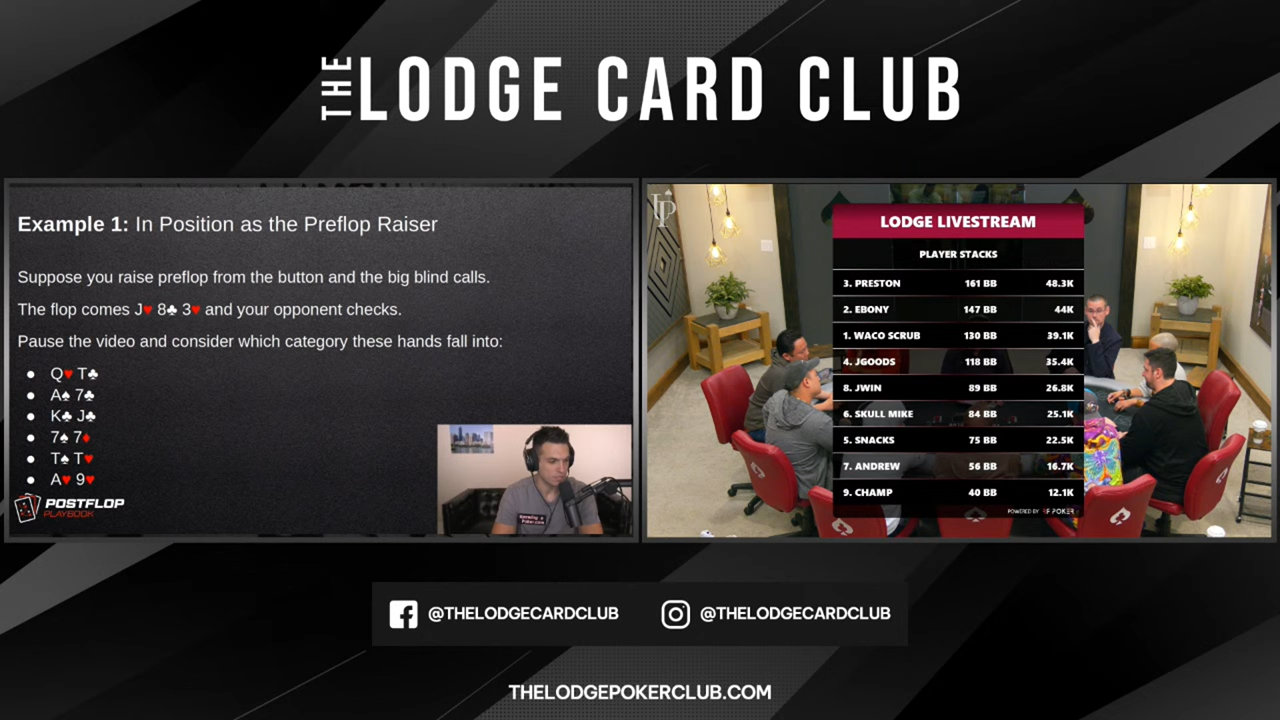 THE LODGE CARD CLUB
Example 1: In Position as the Preflop Raiser
Suppose you raise preflop from the button and the big blind calls.
The flop comes J♥ 8♣ 3♥ and your opponent checks.
Pause the video and consider which category these hands fall into:
● Q♥ T♣
● A♠ 7♣
● K♣ J♣
● 7♠ 7♦
● T♠ T♥
● A♥ 9♥
POSTFLOP
PLAYBOOK
UP
LODGE LIVESTREAM
PLAYER STACKS
3. PRESTON 161 BB 48.3K
2. EBONY 147 BB 44K
1. WACO SCRUB 130 BB 39.1K
4. JGOODS 118 BB 35.4K
8. JWIN 89 BB 26.8K
6. SKULL MIKE 84 BB 25.1K
5. SNACKS 75 BB 22.5K
7. ANDREW 56 BB 16.7K
9. CHAMP 40 BB 12.1K
POWERED BY RF POKER
@THELODGECARDCLUB @THELODGECARDCLUB
THELODGEPOKERCLUB.COM